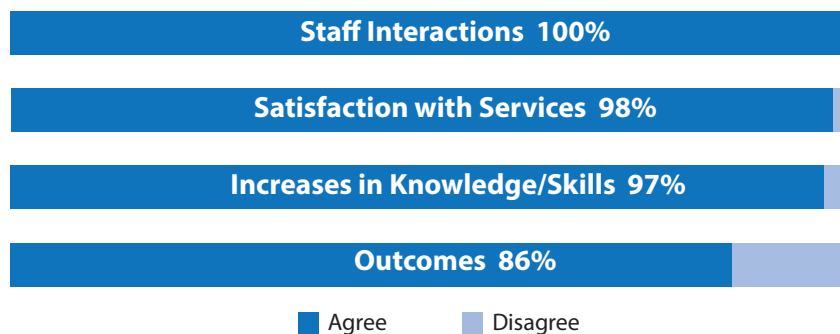 Staff Interactions 100%
Satisfaction with Services 98%
Increases in Knowledge/Skills 97%
Outcomes 86%
Agree Disagree